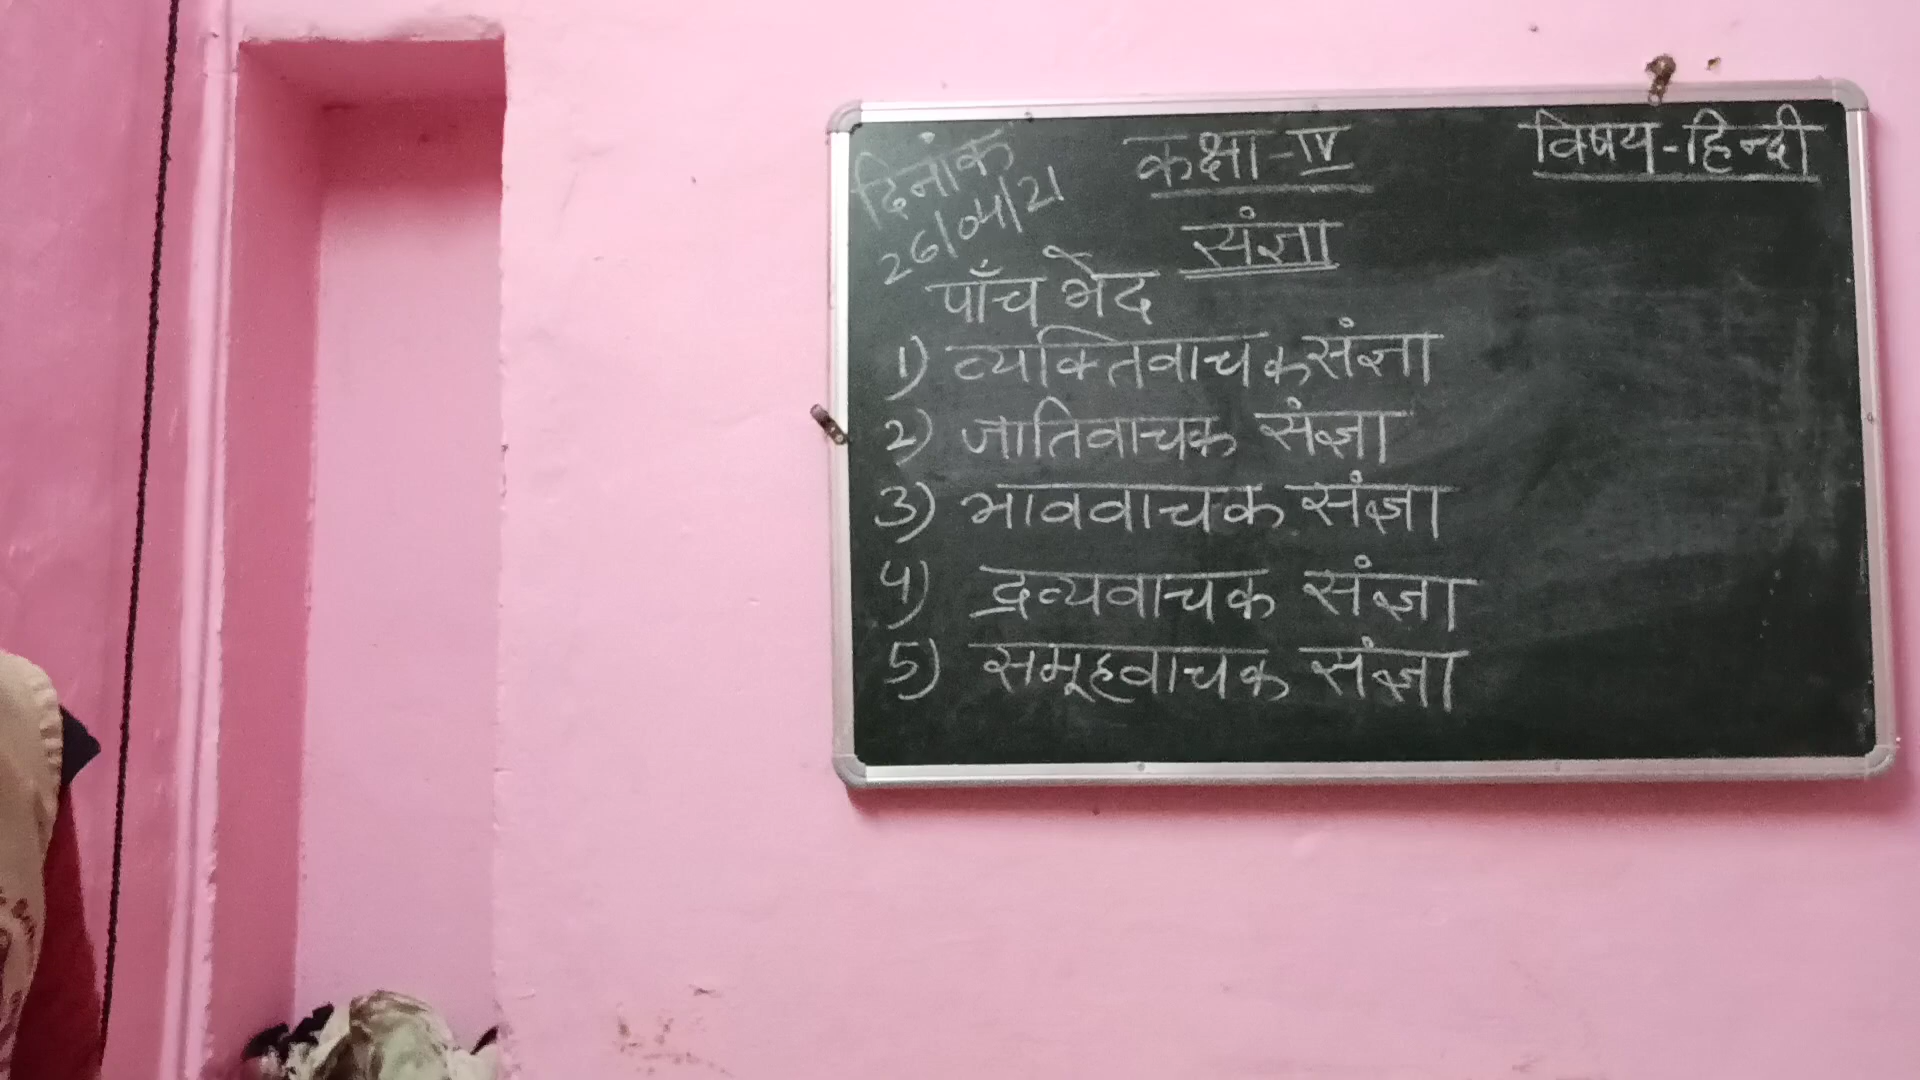 दिनांक
26/04/21
कक्षा-IV
विषय-हिन्दी
संज्ञा
पाँच भेद
1) व्यक्तिवाचक संज्ञा
2) जातिवाचक संज्ञा
3) भाववाचक संज्ञा
4) द्रव्यवाचक संज्ञा
5) समूहवाचक संज्ञा